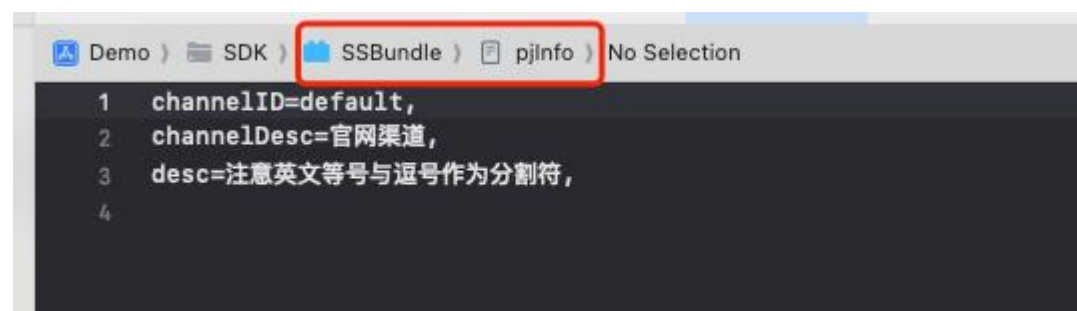 Demo 〉 SDK 〉 SSBundle 〉 pjInfo 〉 No Selection
1 channelID=default,
2 channelDesc=官网渠道,
3 desc=注意英文等号与逗号作为分割符,
4